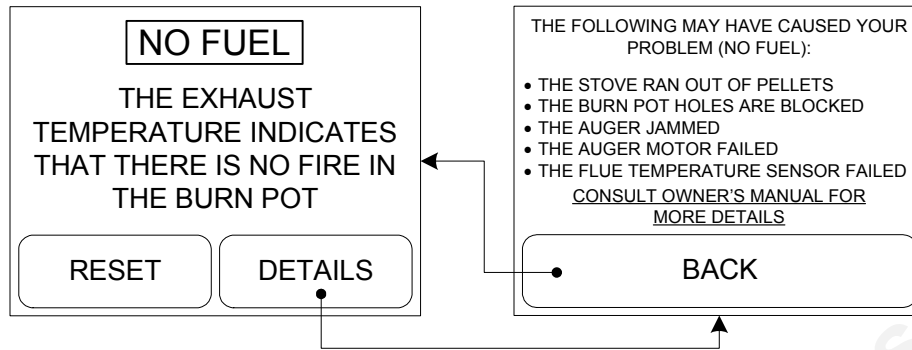 NO FUEL
THE EXHAUST
TEMPERATURE INDICATES
THAT THERE IS NO FIRE IN
THE BURN POT
RESET
DETAILS
THE FOLLOWING MAY HAVE CAUSED YOUR
PROBLEM (NO FUEL):
• THE STOVE RAN OUT OF PELLETS
• THE BURN POT HOLES ARE BLOCKED
• THE AUGER JAMMED
• THE AUGER MOTOR FAILED
• THE FLUE TEMPERATURE SENSOR FAILED
CONSULT OWNER'S MANUAL FOR
MORE DETAILS
BACK